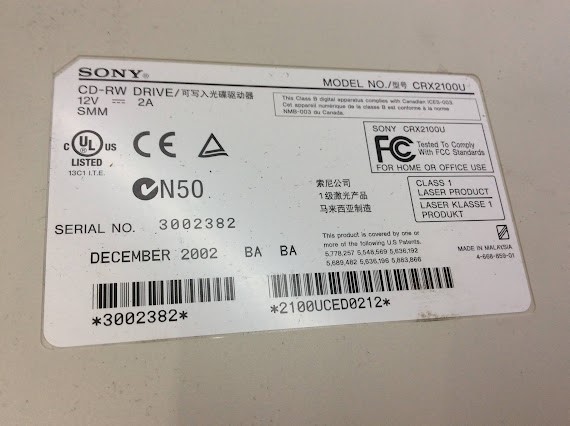 SONY®
MODEL NO./型号 CRX2100U
CD-RW DRIVE/可写入光碟驱动器
12V 2A
SMM
This Class B digital apparatus complies with Canadian ICES-003
Cet appareil numérique de la classe B est conforme à la norme
NMB-003 du Canada.
C UL US
LISTED
13C1 I.T.E.
CE
SONY CRX2100U
FC Tested To Comply
With FCC Standards
FOR HOME OR OFFICE USE
N50
索尼公司
1级激光产品
马来西亚制造
CLASS 1
LASER PRODUCT
LASER KLASSE 1
PRODUKT
SERIAL NO. 3002382
DECEMBER 2002 BA BA
This product is covered by one or
more of the following U.S Patents.
5,778,257 5,548,569 5,636,192
5,689,482 5,636,196 5,883,866
MADE IN MALAYSIA
4-668-859-01
*3002382*
*2100UCED0212*